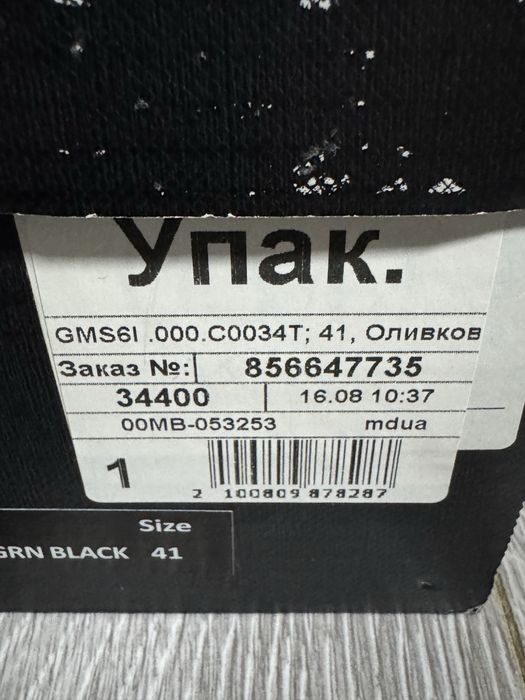 Упак.
GMS6I .000.C0034T; 41, Оливков
Заказ №: 856647735
34400 16.08 10:37
00MB-053253 mdua
1
2 100809 878287
Size
GRN BLACK 41